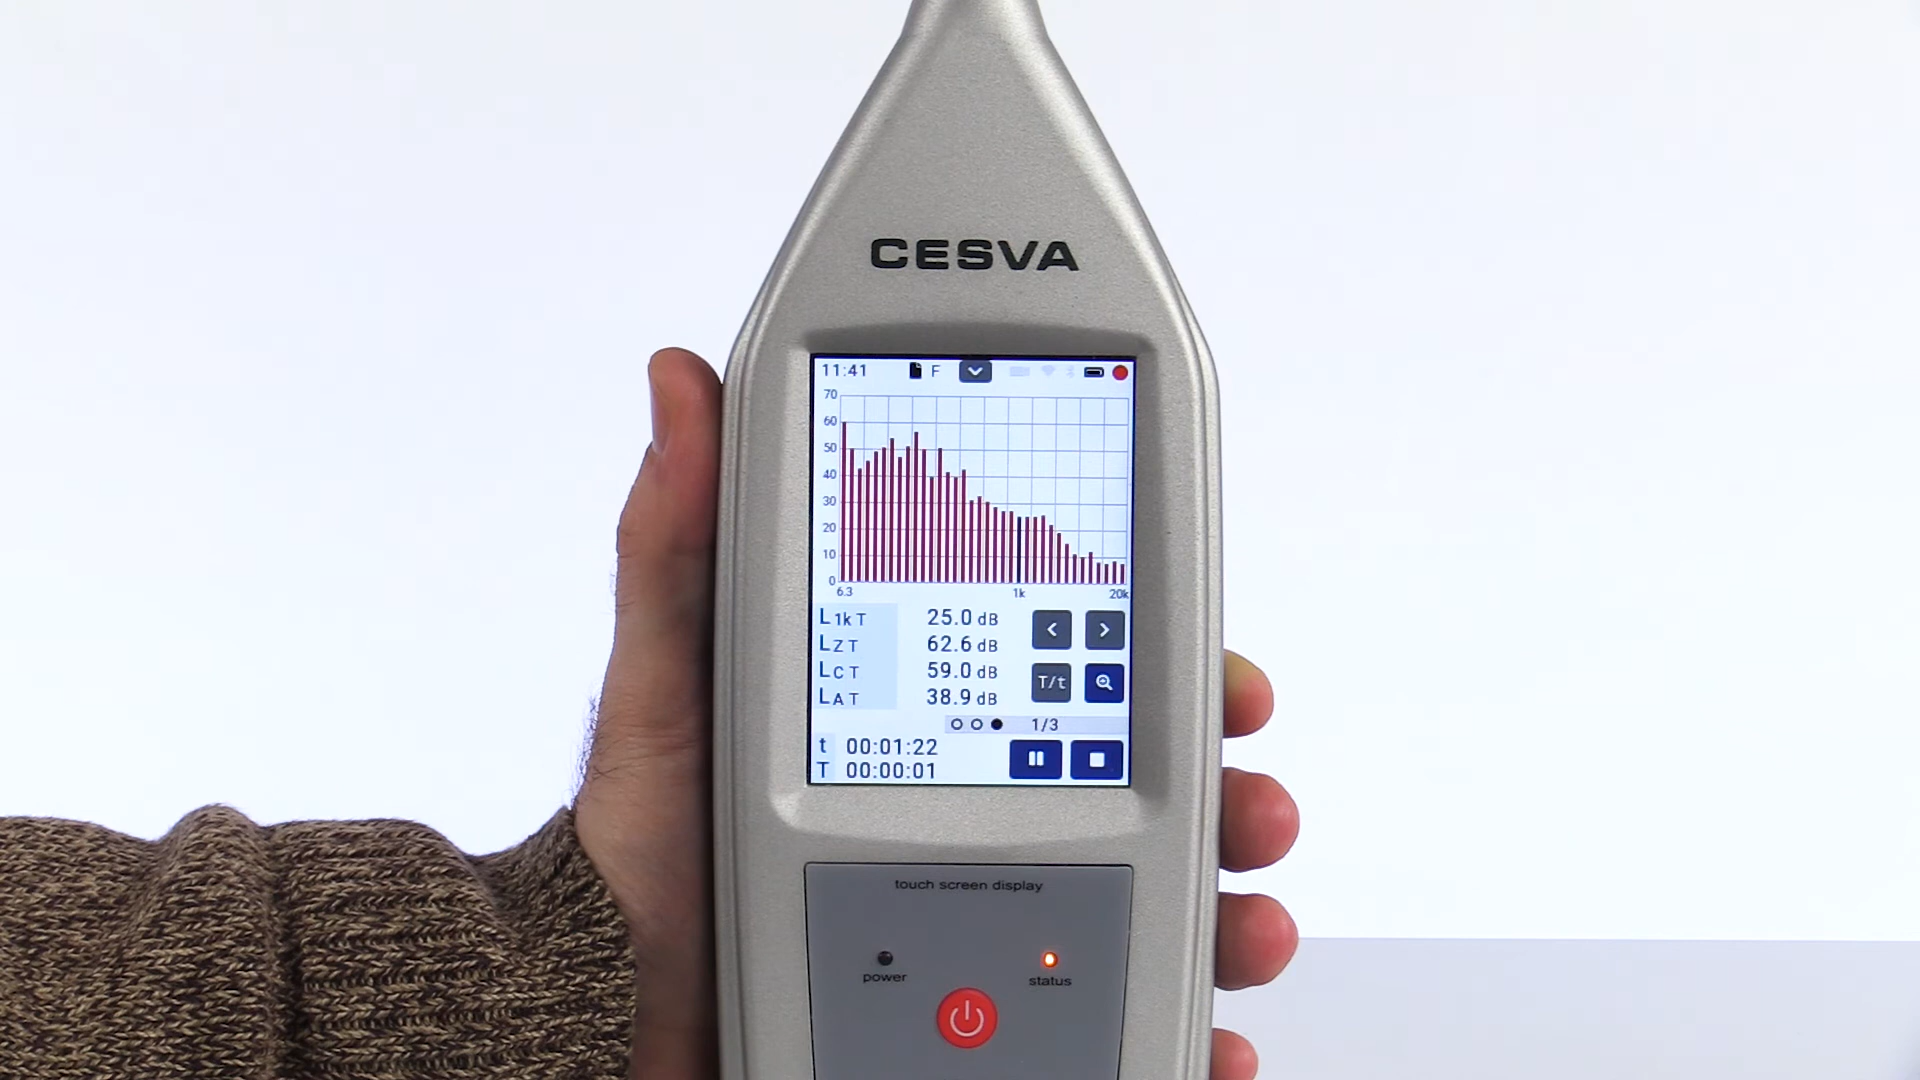 CESVA
11:41 F
70
60
50
40
30
20
10
0
6.3 1k 20k
L1k T 25.0 dB
LZ T 62.6 dB
LC T 59.0 dB
LA T 38.9 dB
T/t
1/3
t 00:01:22
T 00:00:01
touch screen display
power status